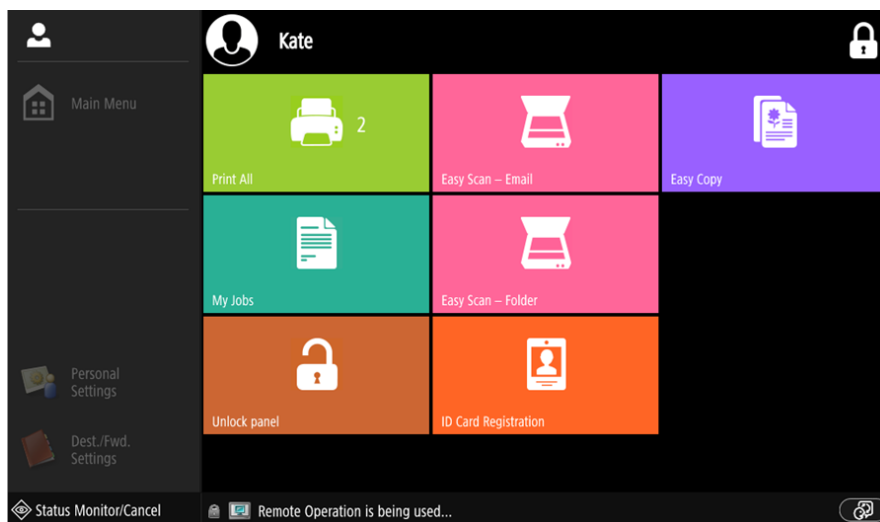 Kate
Main Menu
2
Print All
Easy Scan – Email
Easy Copy
My Jobs
Easy Scan – Folder
Personal
Settings
Unlock panel
ID Card Registration
Dest./Fwd.
Settings
Status Monitor/Cancel
Remote Operation is being used...